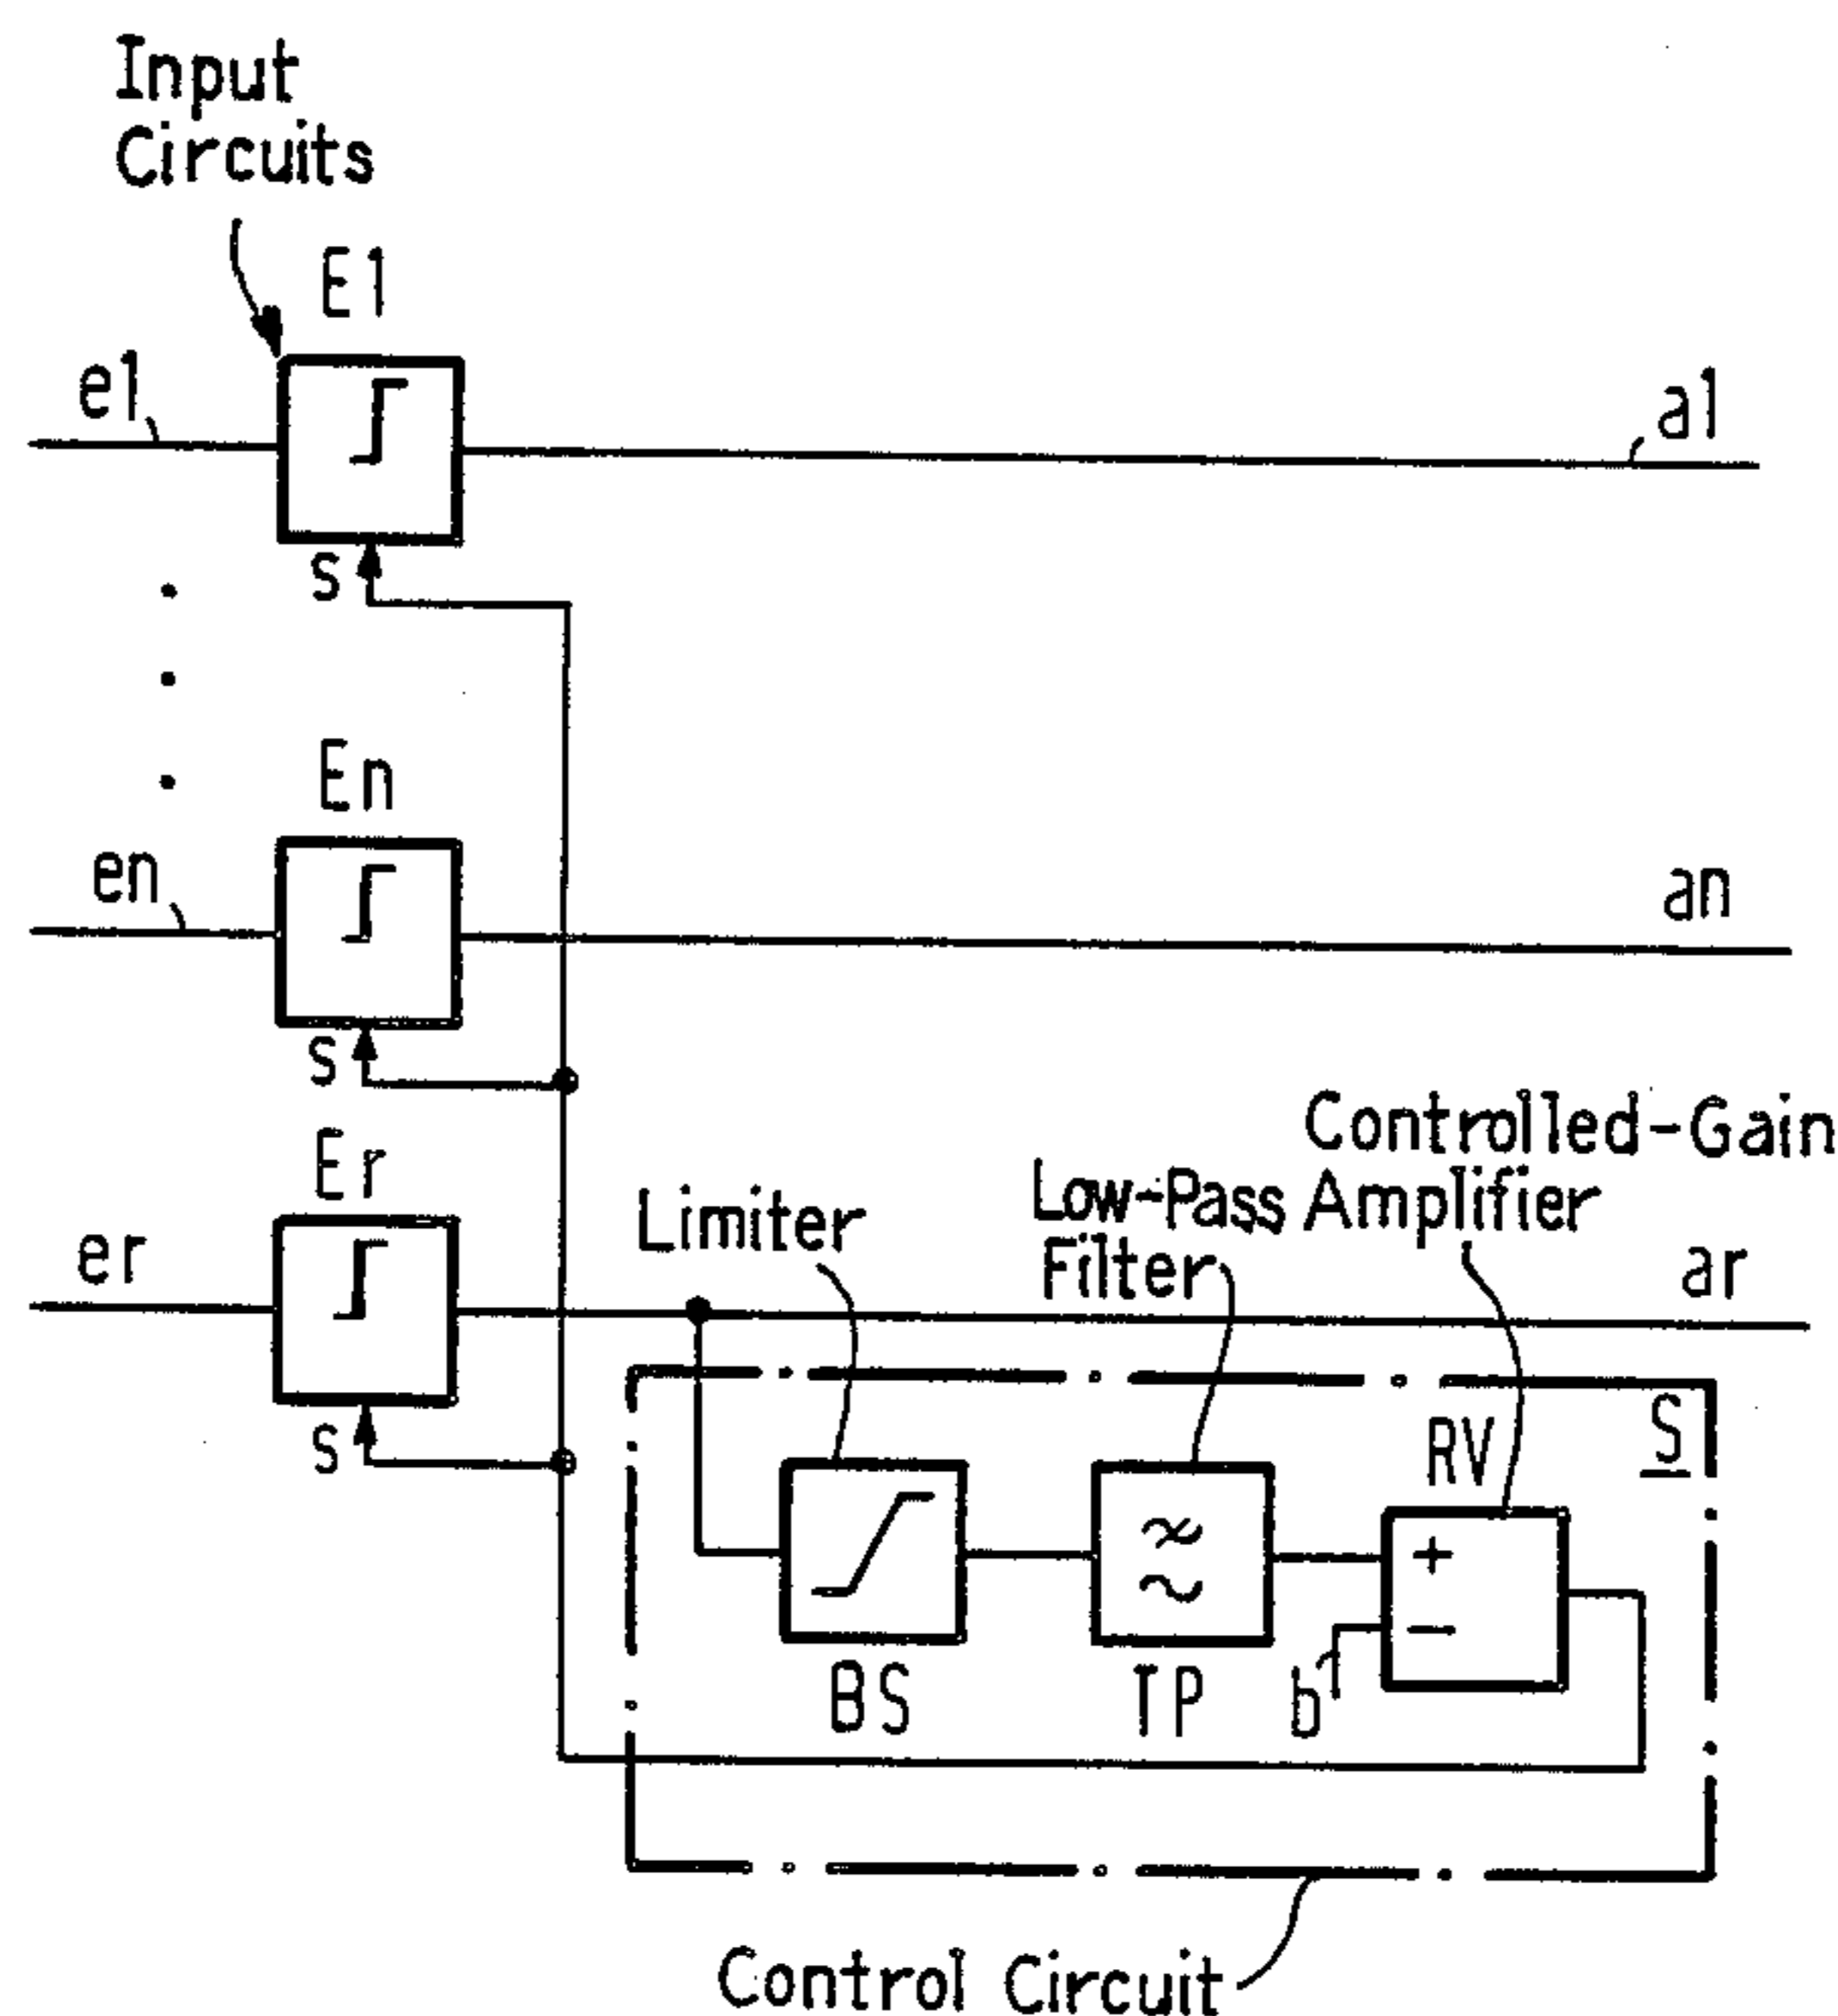 Input
Circuits
E1
e1
a1
s
En
en
an
s
Controlled-Gain
Amplifier
Er
Limiter
Low-Pass
Filter
er
ar
s
RV
S
+
−
BS
TP
b
Control Circuit